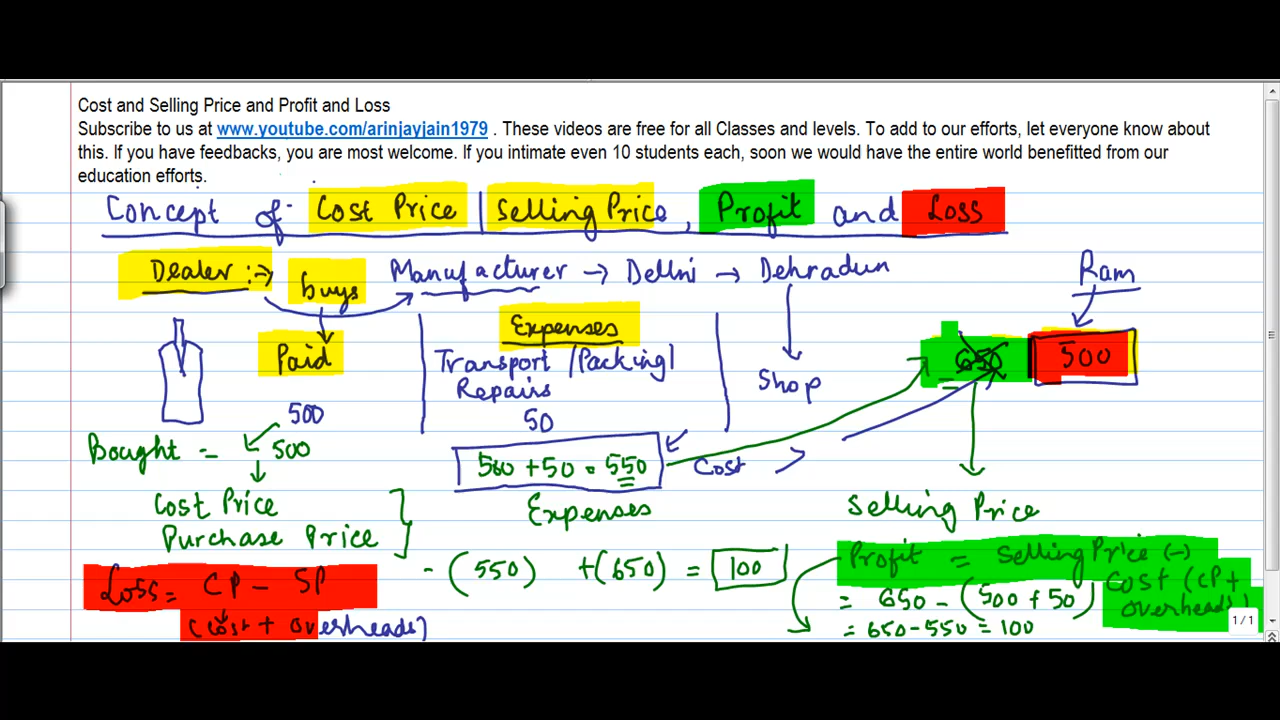 Cost and Selling Price and Profit and Loss
Subscribe to us at www.youtube.com/arinjayjain1979 . These videos are free for all Classes and levels. To add to our efforts, let everyone know about
this. If you have feedbacks, you are most welcome. If you intimate even 10 students each, soon we would have the entire world benefitted from our
education efforts.
Concept of Cost Price | Selling Price, Profit and Loss
Dealer :→ buys Manufacturer → Delhi → Dehradun
Ram
Expenses
Paid
Transport /Packing/
Repairs
Shop
650 500
500
50
Bought = 500
500 + 50 = 550
Cost
Cost Price
Purchase Price
Expenses
Selling Price
- (550) + (650) = 100
Profit = Selling Price (-)
Cost (CP +
overheads)
= 650 - (500 + 50)
= 650 - 550 = 100
Loss = CP - SP
(Cost + overheads)
1/1